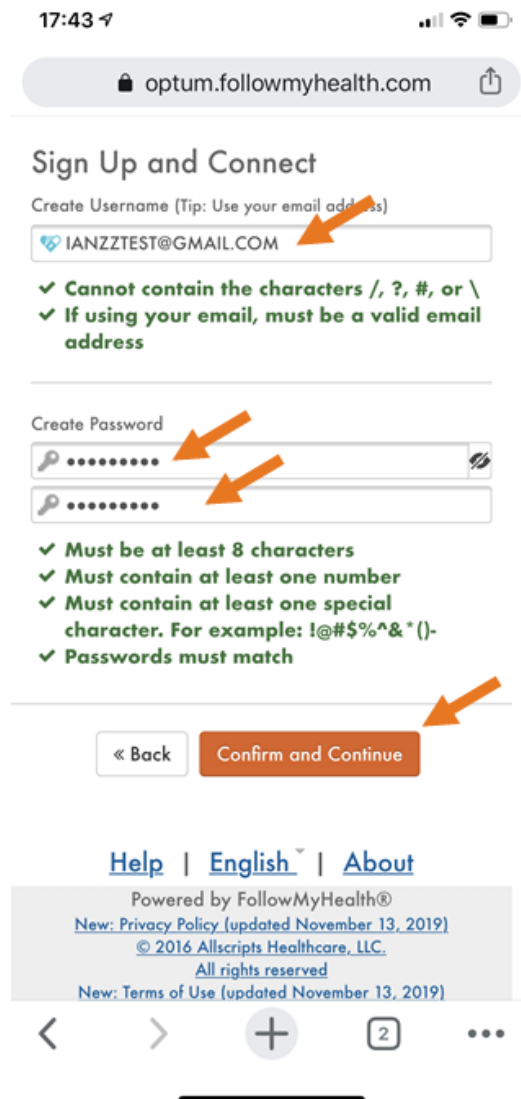 17:43
optum.followmyhealth.com
Sign Up and Connect
Create Username (Tip: Use your email address)
IANZZTEST@GMAIL.COM
✔ Cannot contain the characters /, ?, #, or \
✔ If using your email, must be a valid email
address
Create Password
•••••••••
•••••••••
✔ Must be at least 8 characters
✔ Must contain at least one number
✔ Must contain at least one special
character. For example: !@#$%^&*()-
✔ Passwords must match
« Back
Confirm and Continue
Help | English | About
Powered by FollowMyHealth®
New: Privacy Policy (updated November 13, 2019)
© 2016 Allscripts Healthcare, LLC.
All rights reserved
New: Terms of Use (updated November 13, 2019)
2